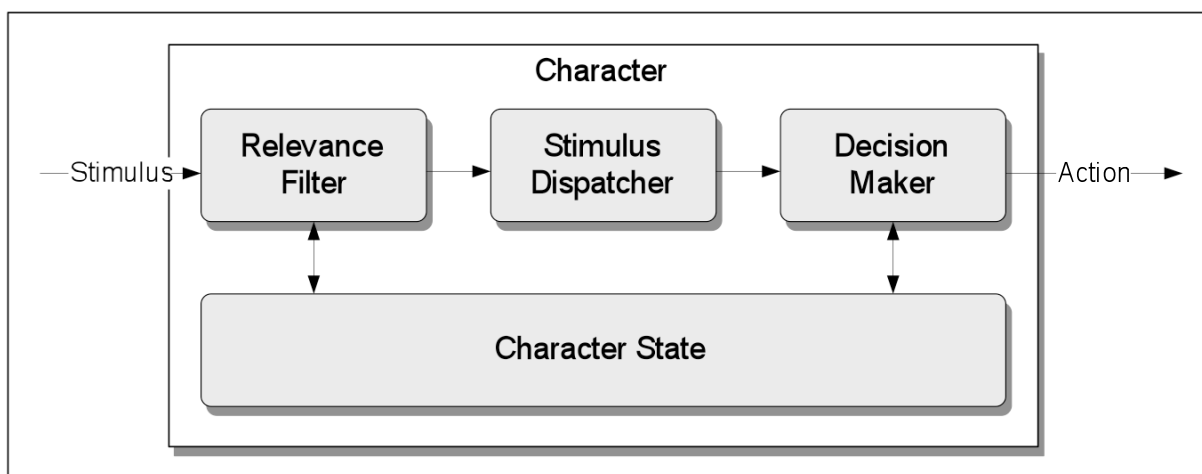 Character
Relevance
Filter
Stimulus
Dispatcher
Decision
Maker
Stimulus
Action
Character State